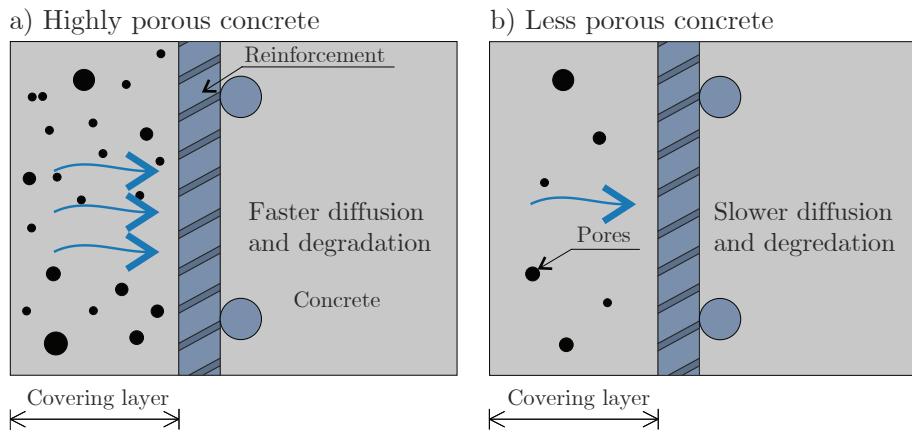 a) Highly porous concrete
Reinforcement
Faster diffusion
and degradation
Concrete
Covering layer
b) Less porous concrete
Slower diffusion
and degredation
Pores
Covering layer